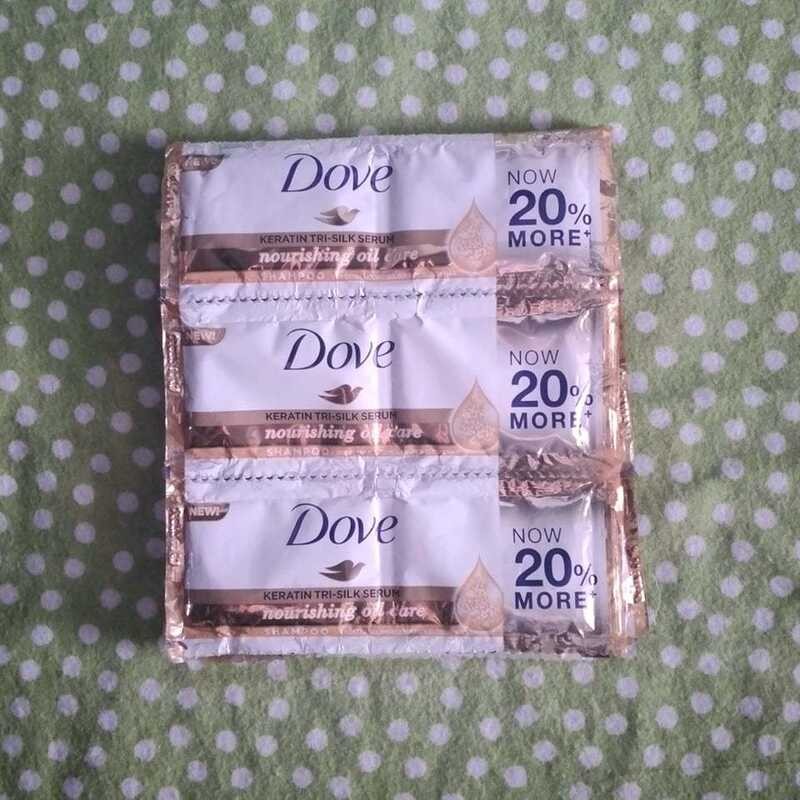 NEW!
Dove
KERATIN TRI-SILK SERUM
nourishing oil care
SHAMPOO
NOW
20%
MORE+
NEW!
Dove
KERATIN TRI-SILK SERUM
nourishing oil care
SHAMPOO
NOW
20%
MORE+
NEW!
Dove
KERATIN TRI-SILK SERUM
nourishing oil care
SHAMPOO
NOW
20%
MORE+